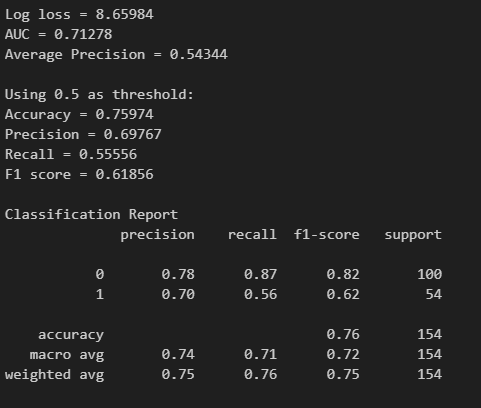 Log loss = 8.65984
AUC = 0.71278
Average Precision = 0.54344
Using 0.5 as threshold:
Accuracy = 0.75974
Precision = 0.69767
Recall = 0.55556
F1 score = 0.61856
Classification Report
precision recall f1-score support
0 0.78 0.87 0.82 100
1 0.70 0.56 0.62 54
accuracy 0.76 154
macro avg 0.74 0.71 0.72 154
weighted avg 0.75 0.76 0.75 154